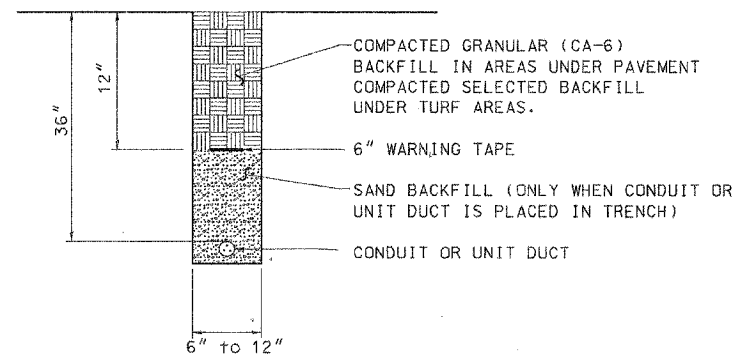 COMPACTED GRANULAR (CA-6)
BACKFILL IN AREAS UNDER PAVEMENT
COMPACTED SELECTED BACKFILL
UNDER TURF AREAS.
36"
12"
6" WARNING TAPE
SAND BACKFILL (ONLY WHEN CONDUIT OR
UNIT DUCT IS PLACED IN TRENCH)
CONDUIT OR UNIT DUCT
6" to 12"